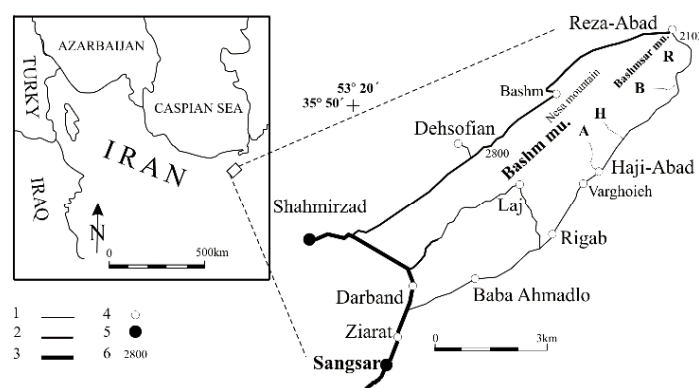 AZARBAIJAN
TURKY
CASPIAN SEA
IRAN
IRAQ
N
0 500km
1 4
2 5
3 6 2800
53° 20´
35° 50´
Reza-Abad
2103
Bashmsar mu.
R
Bashm
Nesa mountain
B
Dehsofian
2800
Bashm mu.
H
A
Haji-Abad
Varghoich
Laj
Shahmirzad
Rigab
Darband
Baba Ahmadlo
Ziarat
Sangsar
0 3km